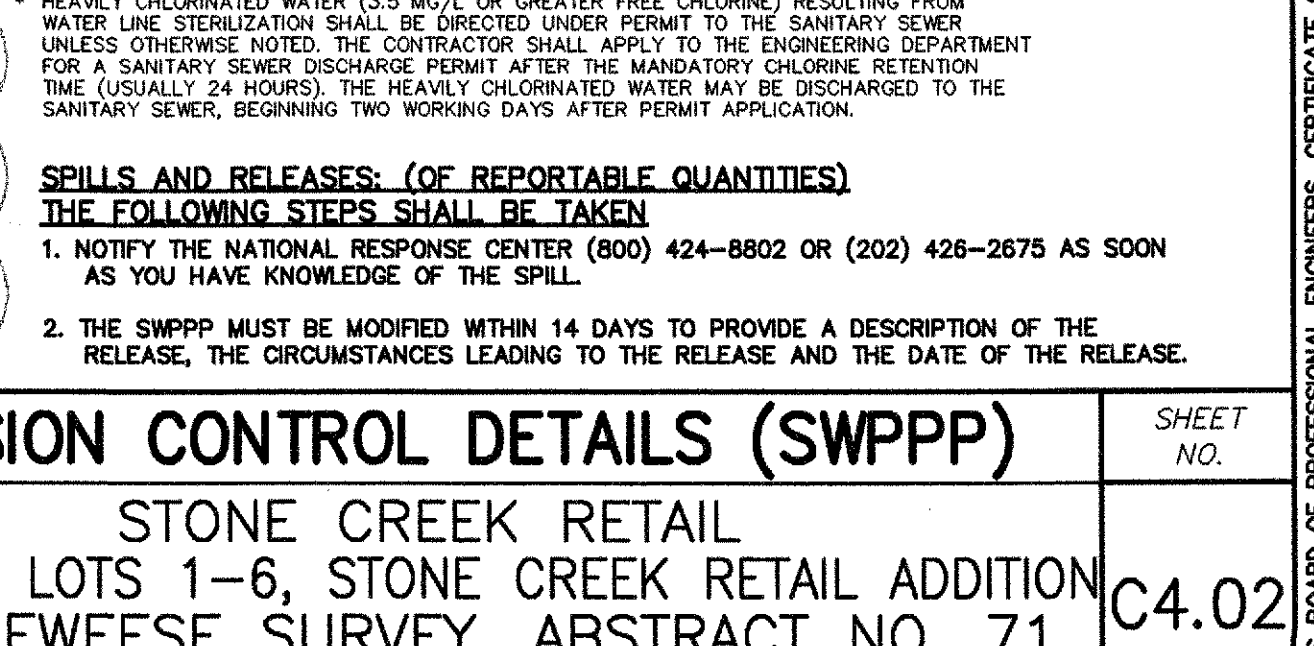 * HEAVILY CHLORINATED WATER (3.5 MG/L OR GREATER FREE CHLORINE) RESULTING FROM
WATER LINE STERILIZATION SHALL BE DIRECTED UNDER PERMIT TO THE SANITARY SEWER
UNLESS OTHERWISE NOTED. THE CONTRACTOR SHALL APPLY TO THE ENGINEERING DEPARTMENT
FOR A SANITARY SEWER DISCHARGE PERMIT AFTER THE MANDATORY CHLORINE RETENTION
TIME (USUALLY 24 HOURS). THE HEAVILY CHLORINATED WATER MAY BE DISCHARGED TO THE
SANITARY SEWER, BEGINNING TWO WORKING DAYS AFTER PERMIT APPLICATION.
SPILLS AND RELEASES: (OF REPORTABLE QUANTITIES)
THE FOLLOWING STEPS SHALL BE TAKEN
1. NOTIFY THE NATIONAL RESPONSE CENTER (800) 424-8802 OR (202) 426-2675 AS SOON
AS YOU HAVE KNOWLEDGE OF THE SPILL.
2. THE SWPPP MUST BE MODIFIED WITHIN 14 DAYS TO PROVIDE A DESCRIPTION OF THE
RELEASE, THE CIRCUMSTANCES LEADING TO THE RELEASE AND THE DATE OF THE RELEASE.
SION CONTROL DETAILS (SWPPP)
SHEET
NO.
STONE CREEK RETAIL
LOTS 1-6, STONE CREEK RETAIL ADDITION
EWEESE SURVEY, ABSTRACT NO. 71
C4.02
BOARD OF PROFESSIONAL ENGINEERS CERTIFICATE